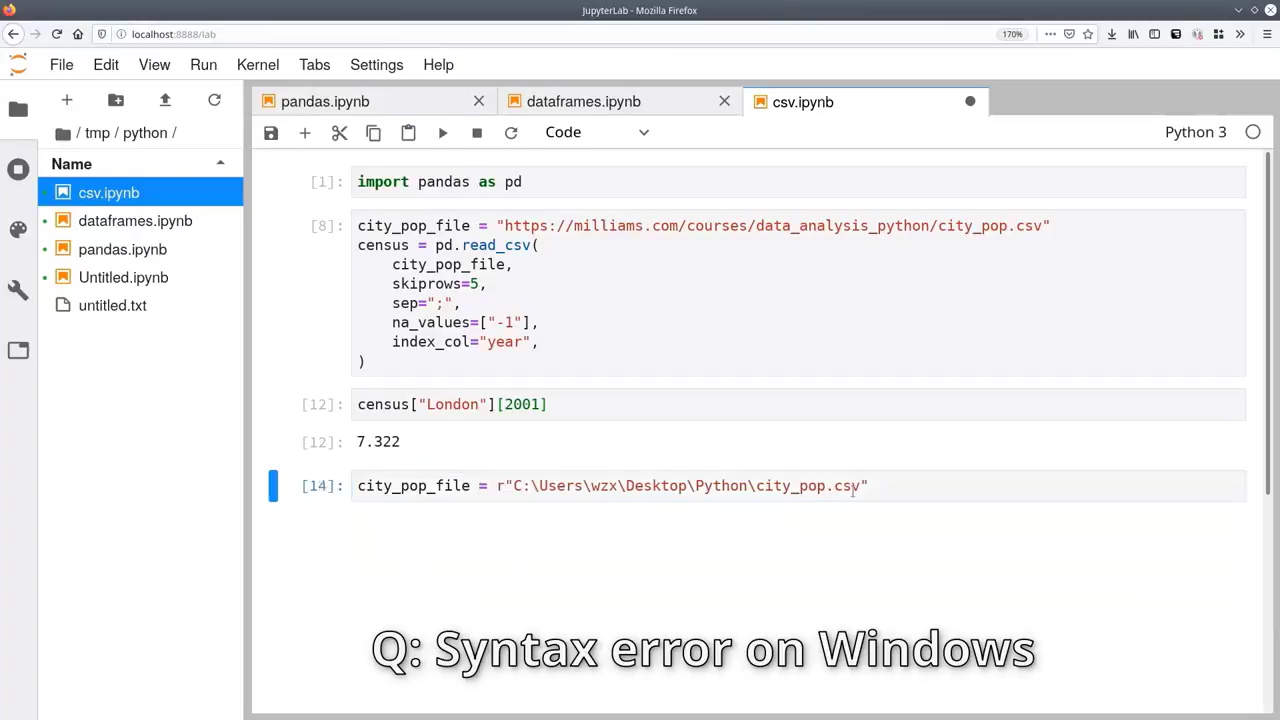 JupyterLab - Mozilla Firefox
localhost:8888/lab
170%
File Edit View Run Kernel Tabs Settings Help
pandas.ipynb
dataframes.ipynb
csv.ipynb
/ tmp / python /
Code
Python 3
Name
csv.ipynb
dataframes.ipynb
pandas.ipynb
Untitled.ipynb
untitled.txt
[1]: import pandas as pd
[8]: city_pop_file = "https://milliams.com/courses/data_analysis_python/city_pop.csv"
census = pd.read_csv(
    city_pop_file,
    skiprows=5,
    sep=";",
    na_values=["-1"],
    index_col="year",
)
[12]: census["London"][2001]
[12]: 7.322
[14]: city_pop_file = r"C:\Users\wzx\Desktop\Python\city_pop.csv"
Q: Syntax error on Windows